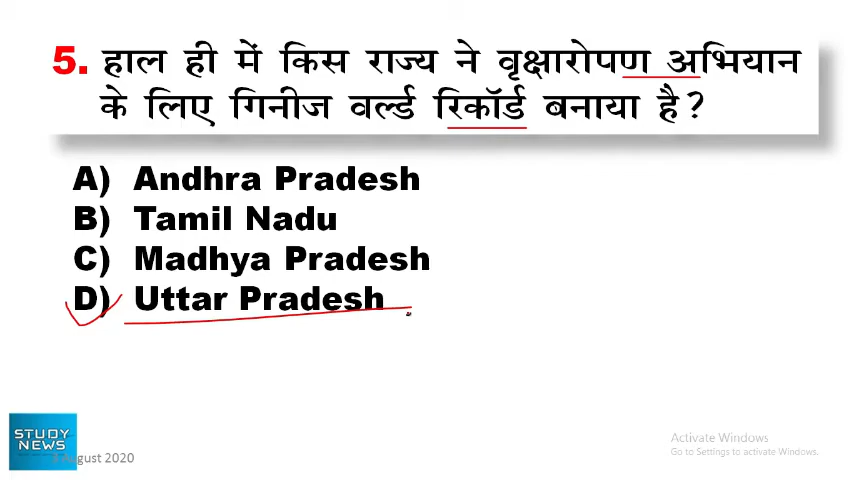 5. हाल ही में किस राज्य ने वृक्षारोपण अभियान
के लिए गिनीज वर्ल्ड रिकॉर्ड बनाया है?
A) Andhra Pradesh
B) Tamil Nadu
C) Madhya Pradesh
D) Uttar Pradesh
STUDY
NEWS
August 2020
Activate Windows
Go to Settings to activate Windows.